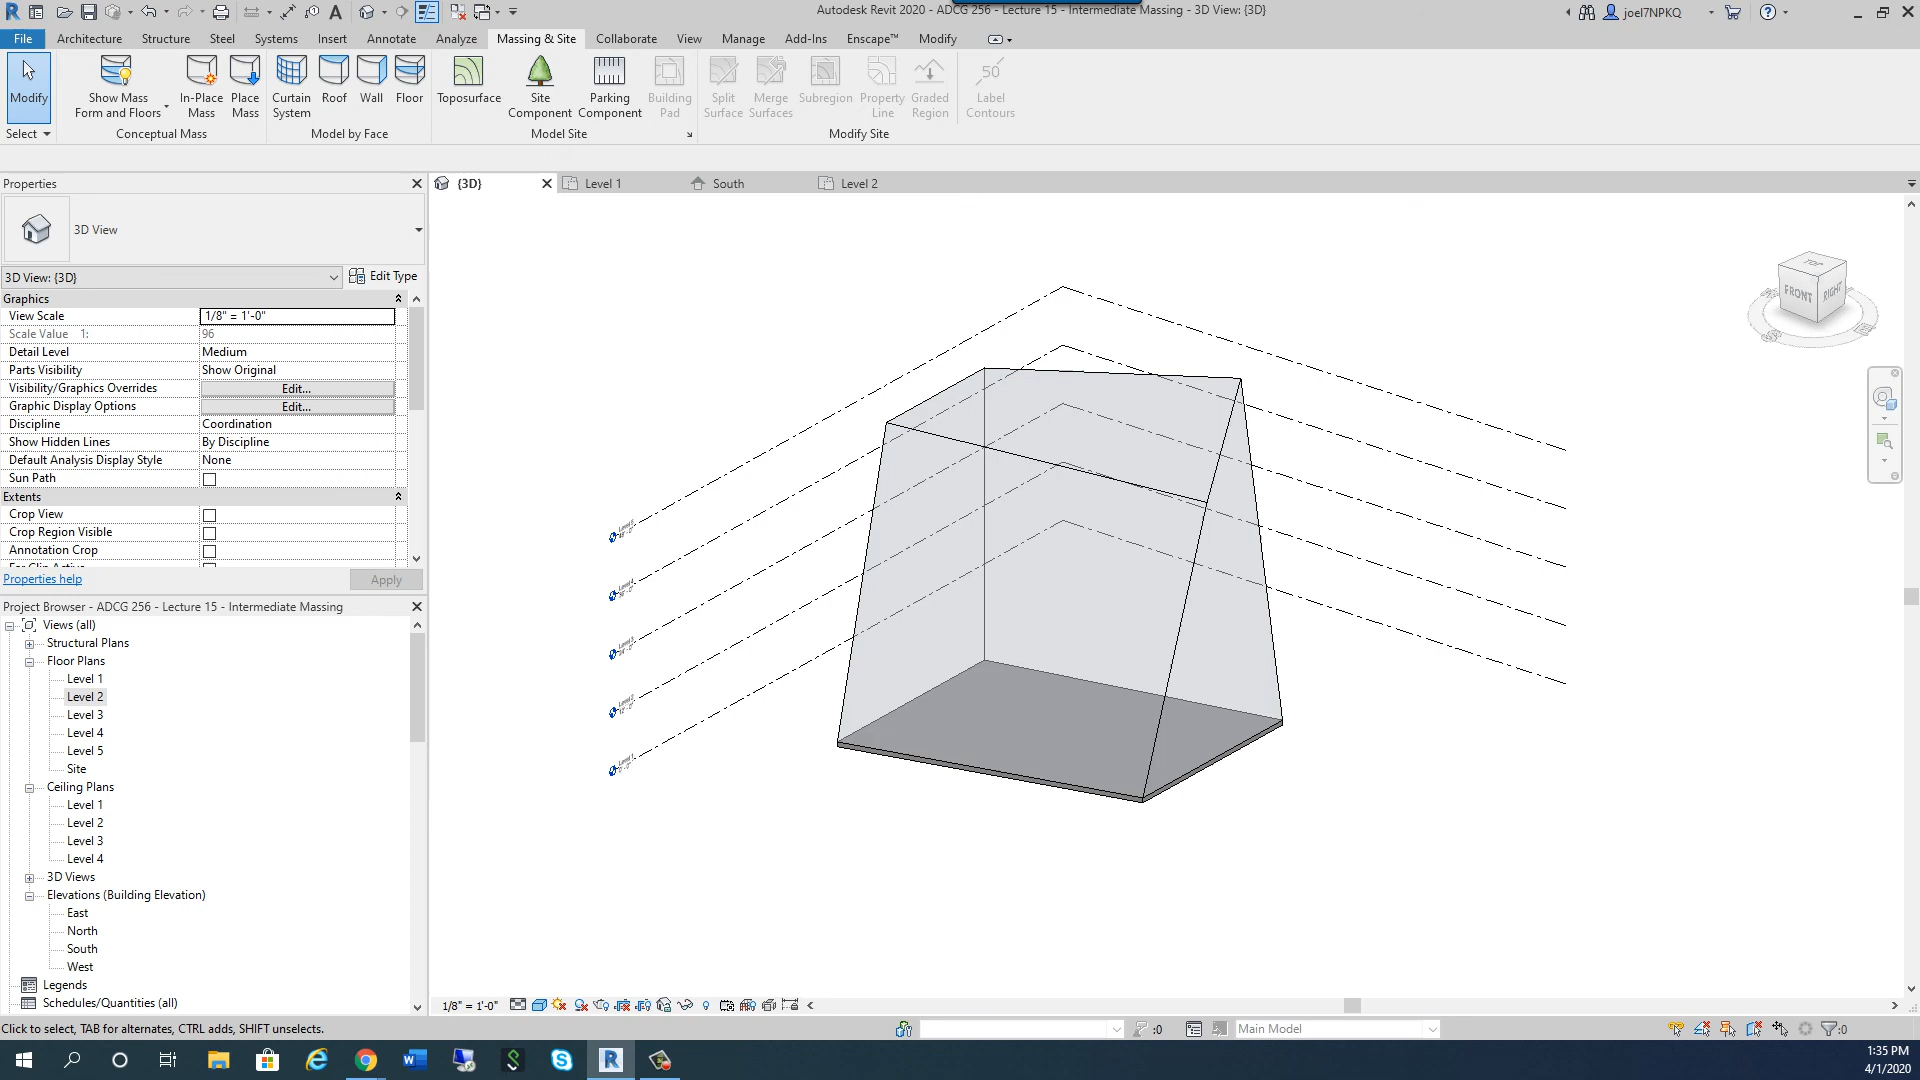 Autodesk Revit 2020 - ADCG 256 - Lecture 15 - Intermediate Massing - 3D View: {3D}
joel7NPKQ
File Architecture Structure Steel Systems Insert Annotate Analyze Massing & Site Collaborate View Manage Add-Ins Enscape™ Modify
Modify
Show Mass Form and Floors
In-Place Mass
Place Mass
Curtain System
Roof
Wall
Floor
Toposurface
Site Component
Parking Component
Building Pad
Split Surface
Merge Surfaces
Subregion
Property Line
Graded Region
50
Label Contours
Select
Conceptual Mass
Model by Face
Model Site
Modify Site
Properties
3D View
3D View: {3D}
Edit Type
Graphics
View Scale 1/8" = 1'-0"
Scale Value 1: 96
Detail Level Medium
Parts Visibility Show Original
Visibility/Graphics Overrides Edit...
Graphic Display Options Edit...
Discipline Coordination
Show Hidden Lines By Discipline
Default Analysis Display Style None
Sun Path
Extents
Crop View
Crop Region Visible
Annotation Crop
Properties help
Apply
Project Browser - ADCG 256 - Lecture 15 - Intermediate Massing
Views (all)
Structural Plans
Floor Plans
Level 1
Level 2
Level 3
Level 4
Level 5
Site
Ceiling Plans
Level 1
Level 2
Level 3
Level 4
3D Views
Elevations (Building Elevation)
East
North
South
West
Legends
Schedules/Quantities (all)
{3D}
Level 1
South
Level 2
TOP
FRONT
RIGHT
1/8" = 1'-0"
Click to select, TAB for alternates, CTRL adds, SHIFT unselects.
:0
Main Model
:0
1:35 PM
4/1/2020